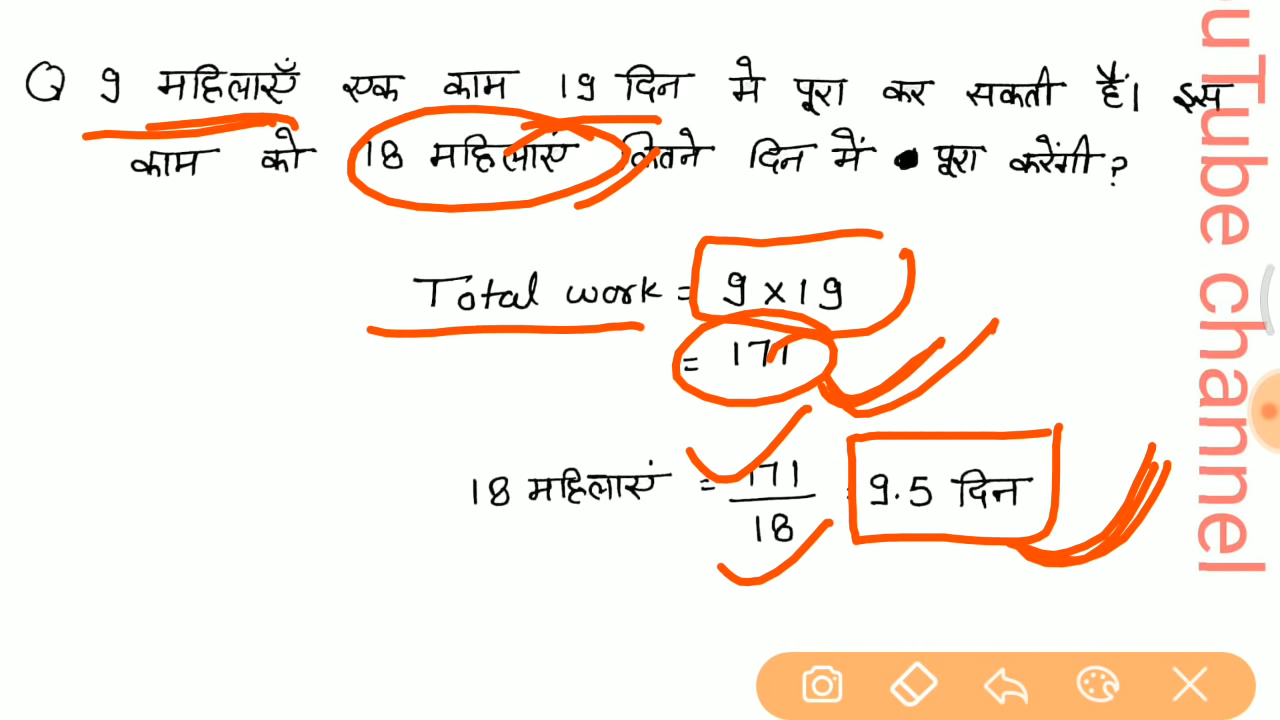 Q 9 महिलाएँ एक काम 19 दिन मे पूरा कर सकती हैं। इस
काम को 18 महिलाएं कितने दिन में पूरा करेंगी?
Total work = 9 x 19
= 171
18 महिलाएं = 171/18 = 9.5 दिन
uTube channel